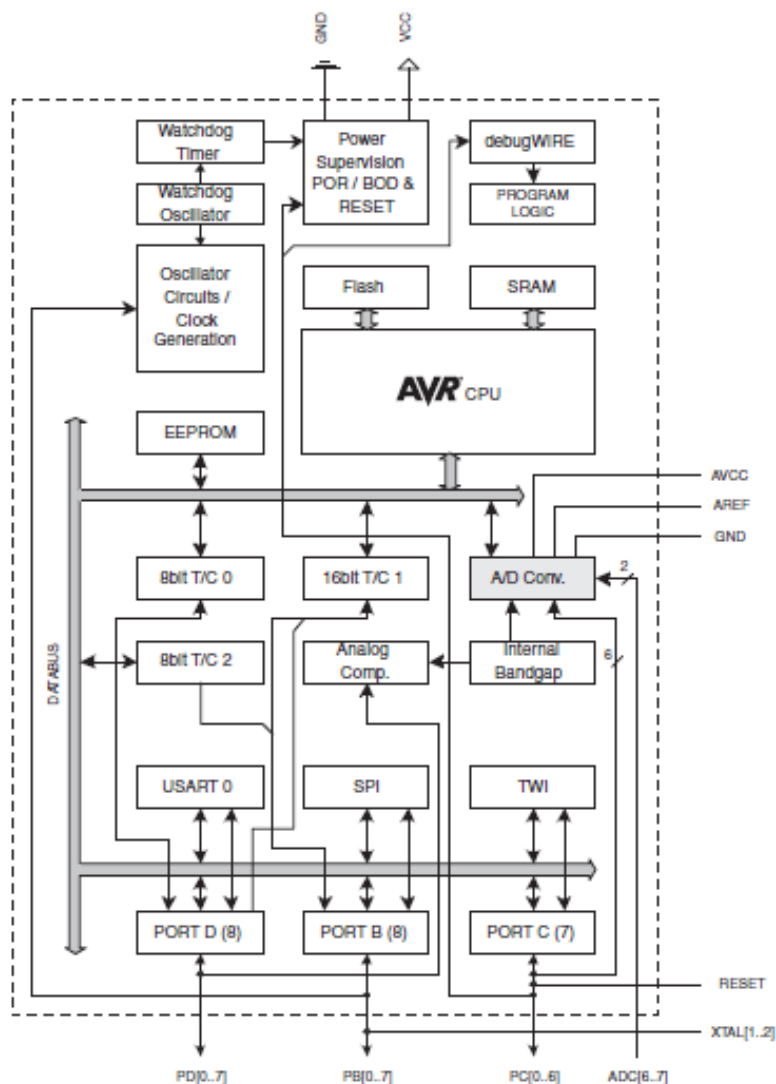 GND
VCC
Watchdog
Timer
Power
Supervision
POR / BOD &
RESET
debugWIRE
Watchdog
Oscillator
PROGRAM
LOGIC
Oscillator
Circuits /
Clock
Generation
Flash
SRAM
AVR CPU
EEPROM
AVCC
AREF
GND
8bit T/C 0
16bit T/C 1
A/D Conv.
2
DATABUS
8bit T/C 2
Analog
Comp.
Internal
Bandgap
6
USART 0
SPI
TWI
PORT D (8)
PORT B (8)
PORT C (7)
RESET
XTAL[1..2]
PD[0..7]
PB[0..7]
PC[0..6]
ADC[6..7]